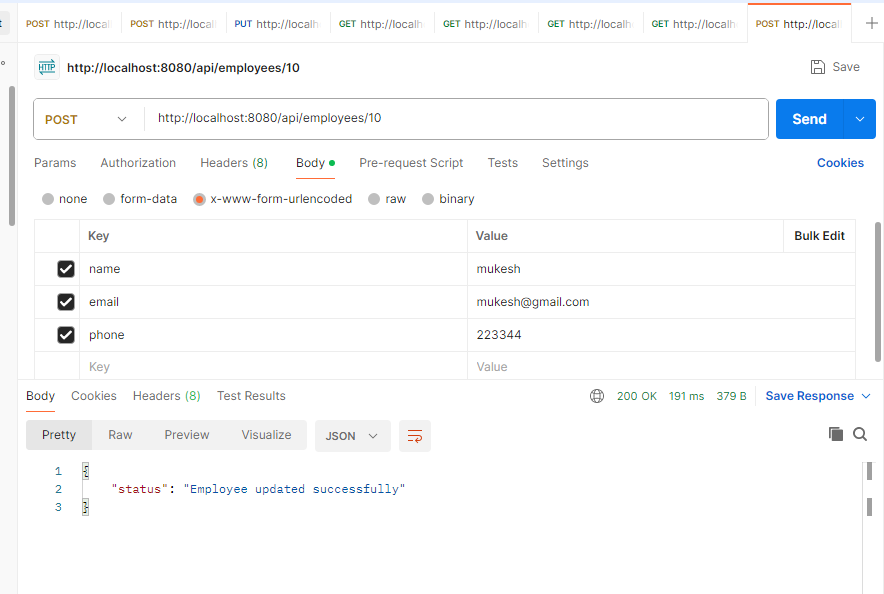 POST http://local POST http://local PUT http://localh GET http://localh GET http://localh GET http://localh GET http://localh POST http://local
HTTP http://localhost:8080/api/employees/10 Save
POST http://localhost:8080/api/employees/10 Send
Params Authorization Headers (8) Body Pre-request Script Tests Settings Cookies
none form-data x-www-form-urlencoded raw binary
Key Value Bulk Edit
name mukesh
email mukesh@gmail.com
phone 223344
Key Value
Body Cookies Headers (8) Test Results 200 OK 191 ms 379 B Save Response
Pretty Raw Preview Visualize JSON
1 {
2 "status": "Employee updated successfully"
3 }